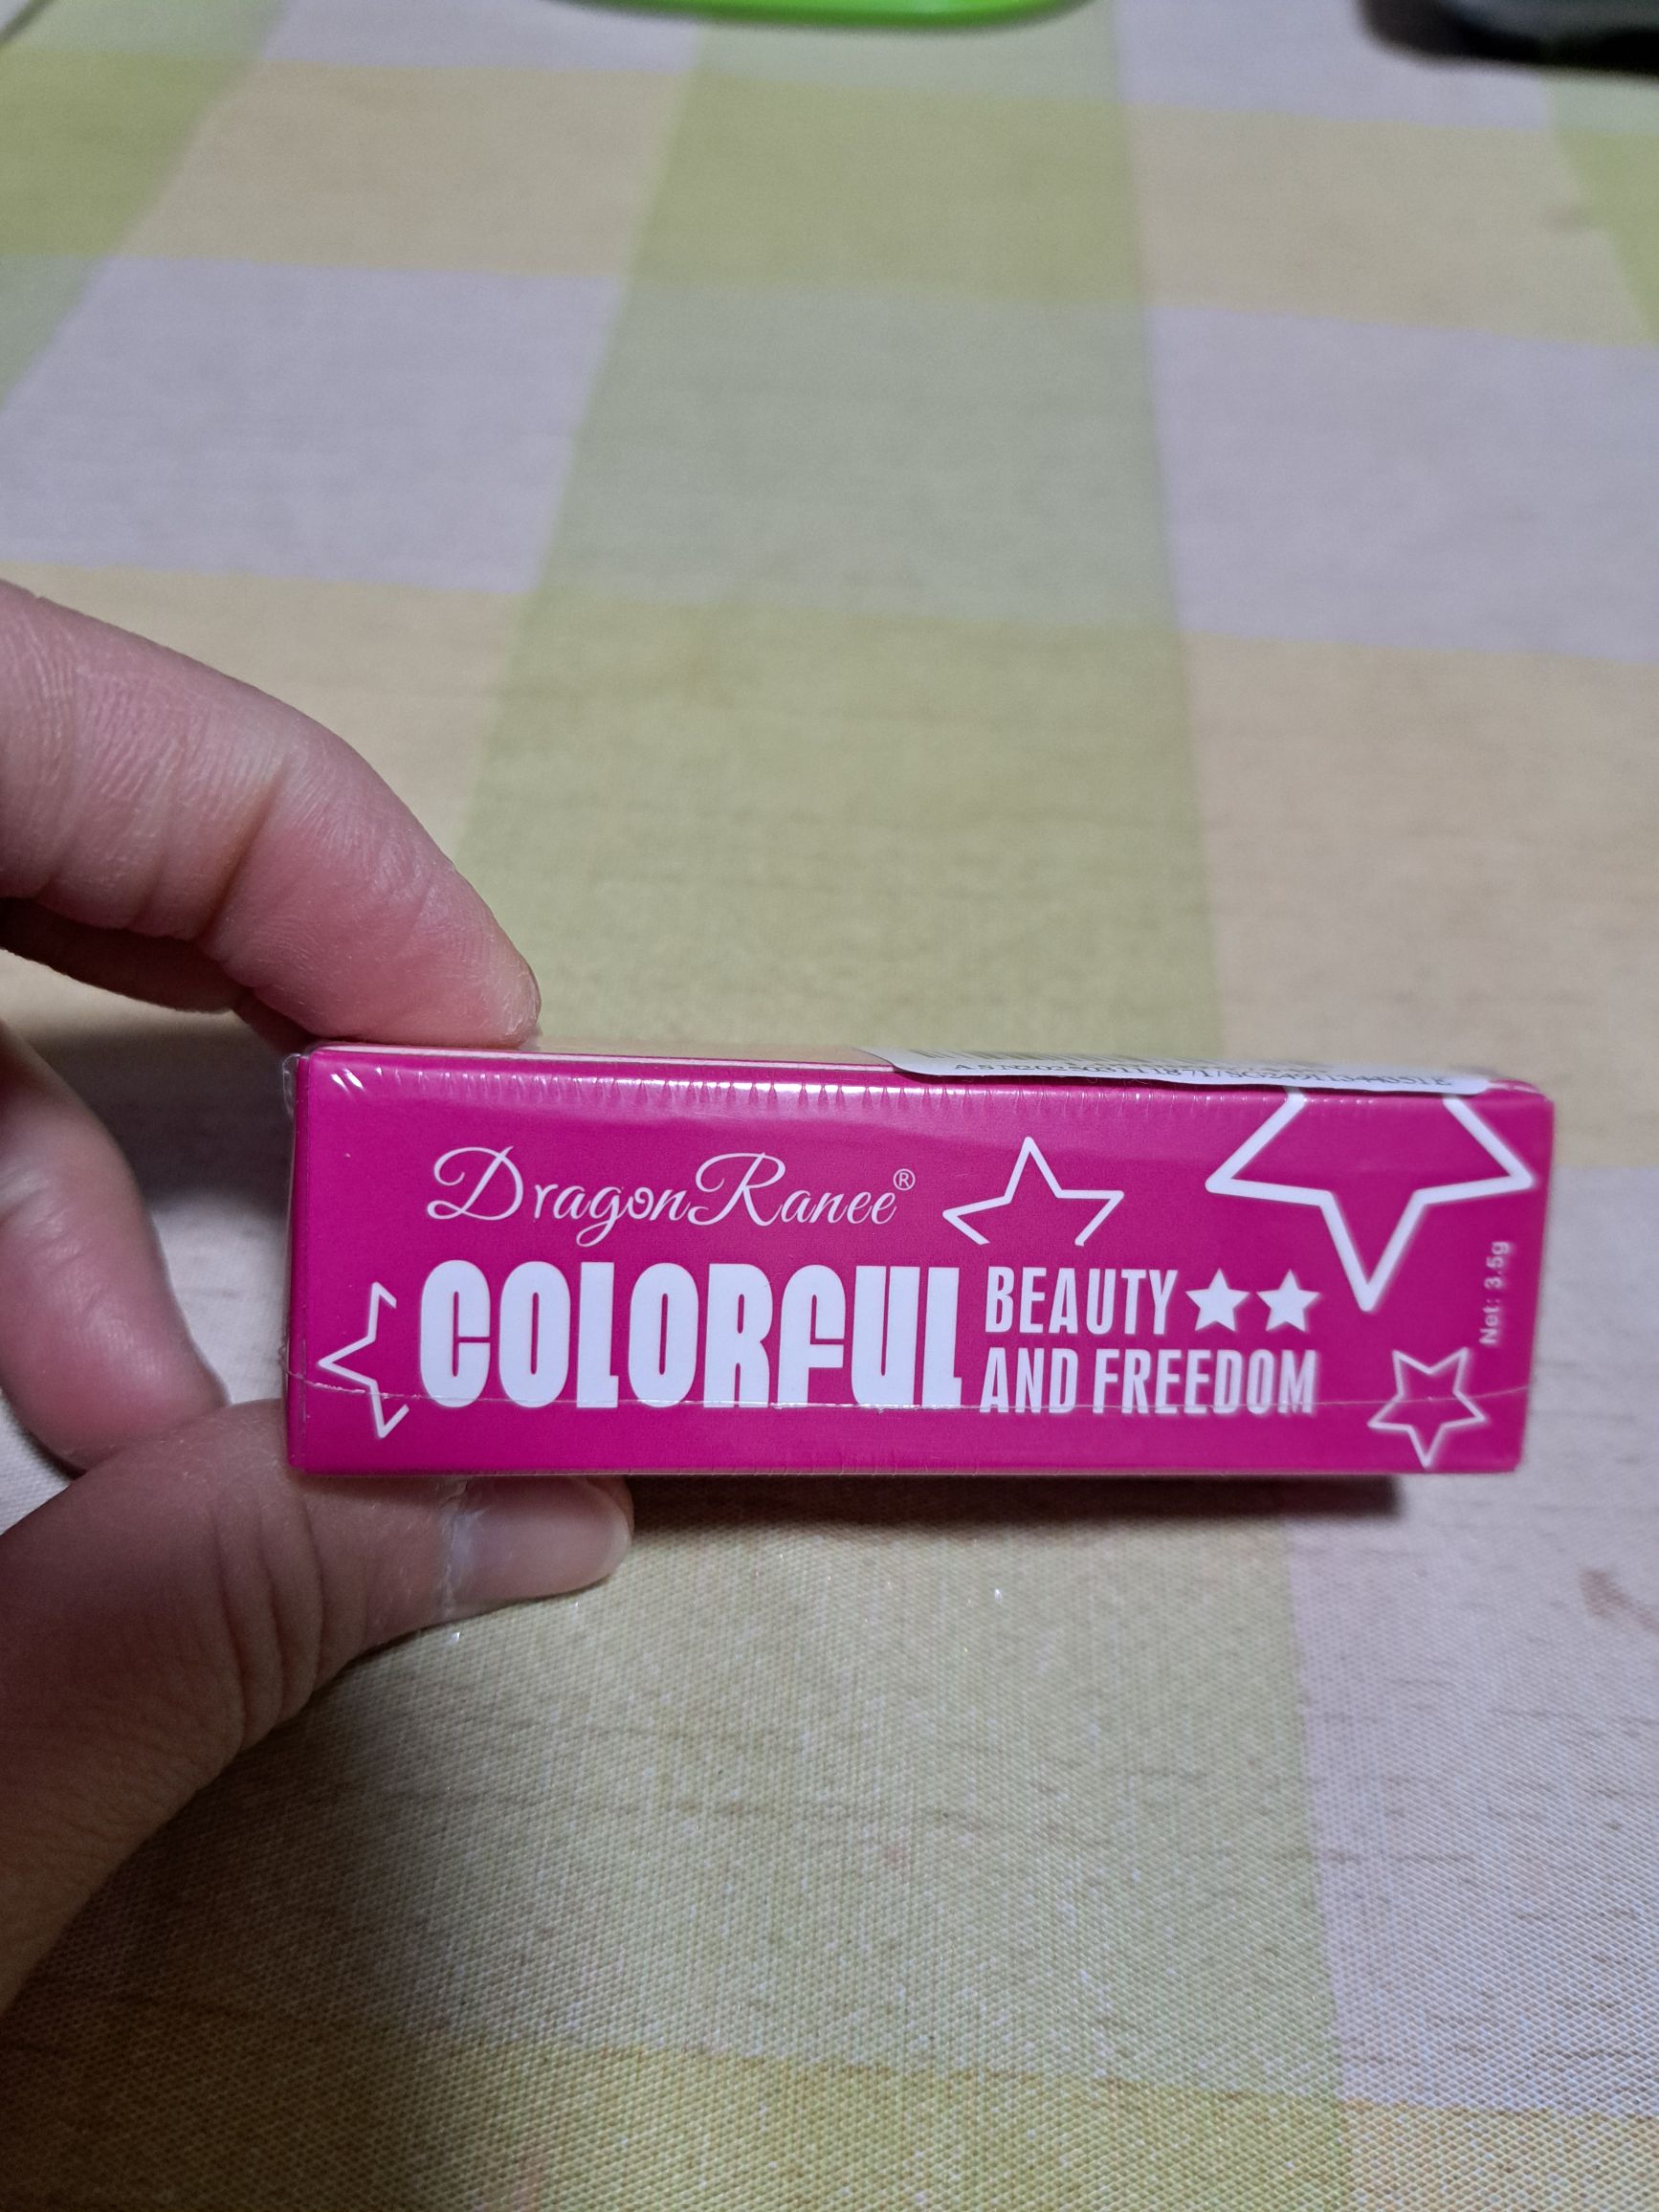 DragonRanee®
COLORFUL
BEAUTY
AND FREEDOM
Net: 3.5g